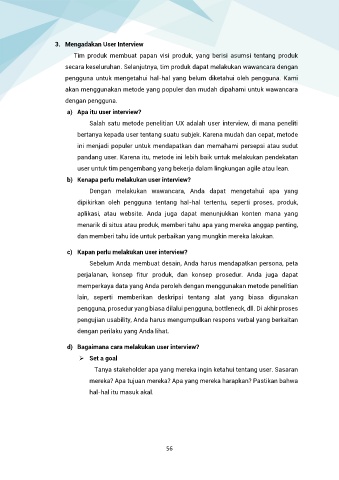 3. Mengadakan User Interview
Tim produk membuat papan visi produk, yang berisi asumsi tentang produk
secara keseluruhan. Selanjutnya, tim produk dapat melakukan wawancara dengan
pengguna untuk mengetahui hal-hal yang belum diketahui oleh pengguna. Kami
akan menggunakan metode yang populer dan mudah dipahami untuk wawancara
dengan pengguna.
a) Apa itu user interview?
Salah satu metode penelitian UX adalah user interview, di mana peneliti
bertanya kepada user tentang suatu subjek. Karena mudah dan cepat, metode
ini menjadi populer untuk mendapatkan dan memahami persepsi atau sudut
pandang user. Karena itu, metode ini lebih baik untuk melakukan pendekatan
user untuk tim pengembang yang bekerja dalam lingkungan agile atau lean.
b) Kenapa perlu melakukan user interview?
Dengan melakukan wawancara, Anda dapat mengetahui apa yang
dipikirkan oleh pengguna tentang hal-hal tertentu, seperti proses, produk,
aplikasi, atau website. Anda juga dapat menunjukkan konten mana yang
menarik di situs atau produk, memberi tahu apa yang mereka anggap penting,
dan memberi tahu ide untuk perbaikan yang mungkin mereka lakukan.
c) Kapan perlu melakukan user interview?
Sebelum Anda membuat desain, Anda harus mendapatkan persona, peta
perjalanan, konsep fitur produk, dan konsep prosedur. Anda juga dapat
memperkaya data yang Anda peroleh dengan menggunakan metode penelitian
lain, seperti memberikan deskripsi tentang alat yang biasa digunakan
pengguna, prosedur yang biasa dilalui pengguna, bottleneck, dll. Di akhir proses
pengujian usability, Anda harus mengumpulkan respons verbal yang berkaitan
dengan perilaku yang Anda lihat.
d) Bagaimana cara melakukan user interview?
➢ Set a goal
Tanya stakeholder apa yang mereka ingin ketahui tentang user. Sasaran
mereka? Apa tujuan mereka? Apa yang mereka harapkan? Pastikan bahwa
hal-hal itu masuk akal.
56